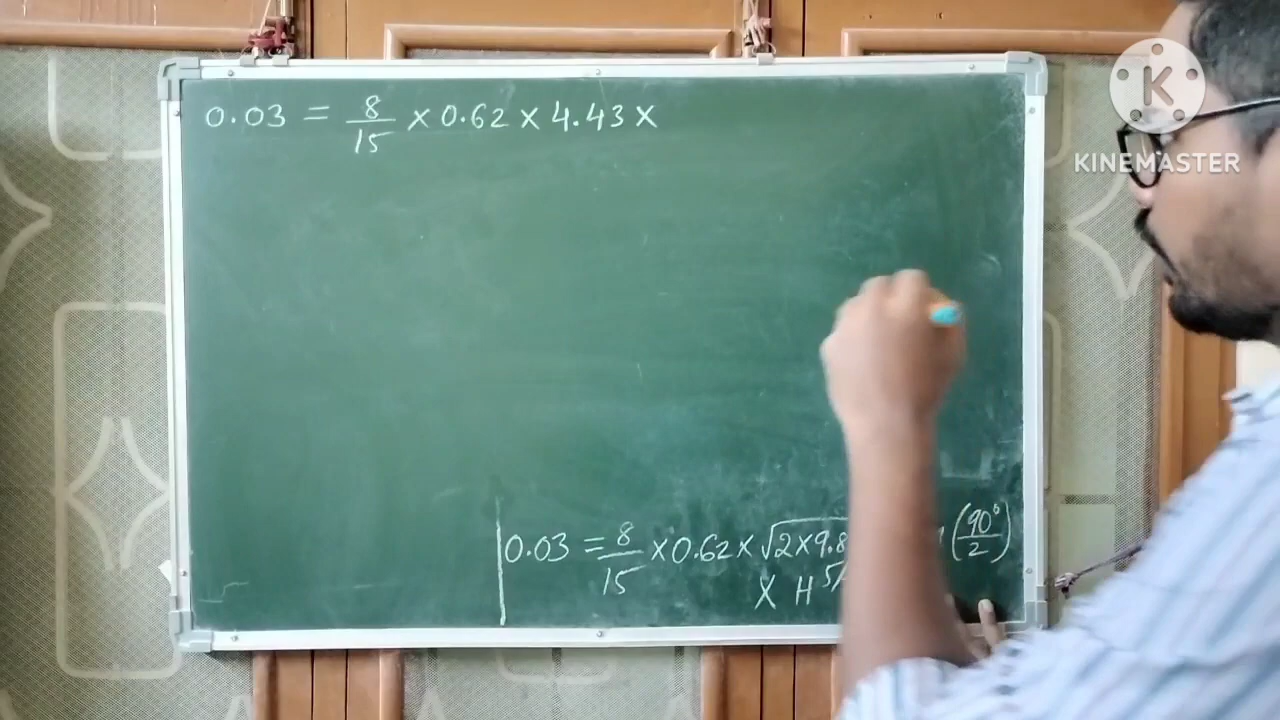 0.03 = 8/15 × 0.62 × 4.43 ×
K
KINEMASTER
0.03 = 8/15 × 0.62 × √2×9.8 (90°/2)
× H